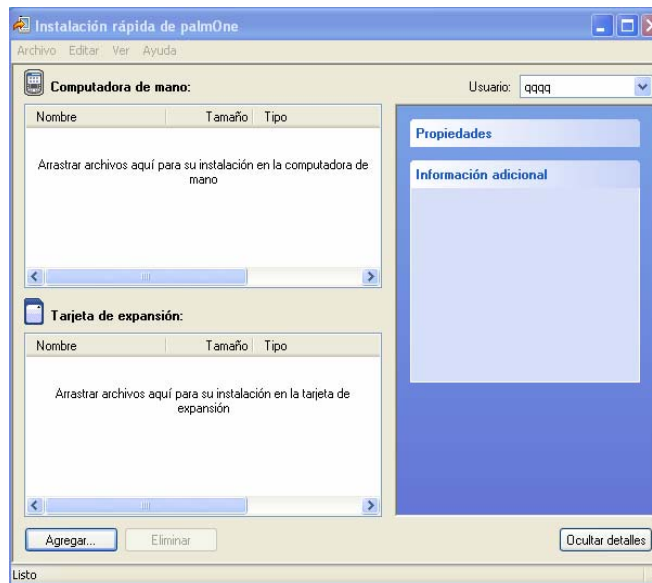 Instalación rápida de palmOne
Archivo Editar Ver Ayuda
Computadora de mano:
Usuario: qqqq
Nombre Tamaño Tipo
Arrastrar archivos aquí para su instalación en la computadora de
mano
Propiedades
Información adicional
Tarjeta de expansión:
Nombre Tamaño Tipo
Arrastrar archivos aquí para su instalación en la tarjeta de
expansión
Agregar... Eliminar
Ocultar detalles
Listo